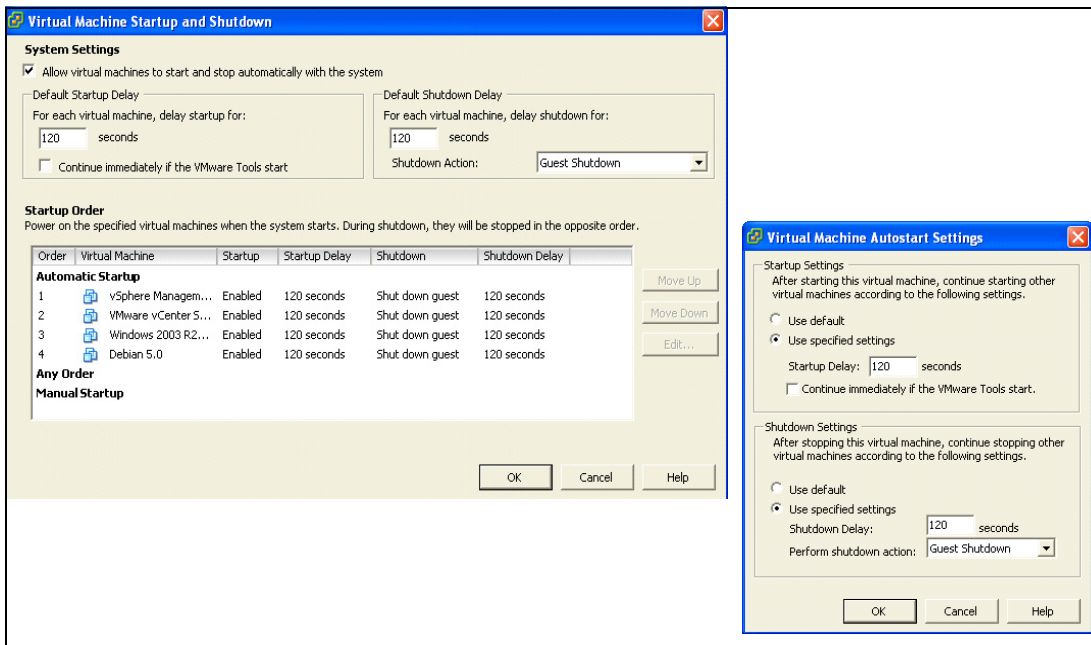 Virtual Machine Startup and Shutdown
System Settings
Allow virtual machines to start and stop automatically with the system
Default Startup Delay
For each virtual machine, delay startup for:
120 seconds
Continue immediately if the VMware Tools start
Default Shutdown Delay
For each virtual machine, delay shutdown for:
120 seconds
Shutdown Action: Guest Shutdown
Startup Order
Power on the specified virtual machines when the system starts. During shutdown, they will be stopped in the opposite order.
Order Virtual Machine Startup Startup Delay Shutdown Shutdown Delay
Automatic Startup
1 vSphere Managem... Enabled 120 seconds Shut down guest 120 seconds
2 VMware vCenter S... Enabled 120 seconds Shut down guest 120 seconds
3 Windows 2003 R2... Enabled 120 seconds Shut down guest 120 seconds
4 Debian 5.0 Enabled 120 seconds Shut down guest 120 seconds
Any Order
Manual Startup
Move Up
Move Down
Edit...
OK Cancel Help
Virtual Machine Autostart Settings
Startup Settings
After starting this virtual machine, continue starting other
virtual machines according to the following settings.
Use default
Use specified settings
Startup Delay: 120 seconds
Continue immediately if the VMware Tools start.
Shutdown Settings
After stopping this virtual machine, continue stopping other
virtual machines according to the following settings.
Use default
Use specified settings
Shutdown Delay: 120 seconds
Perform shutdown action: Guest Shutdown
OK Cancel Help